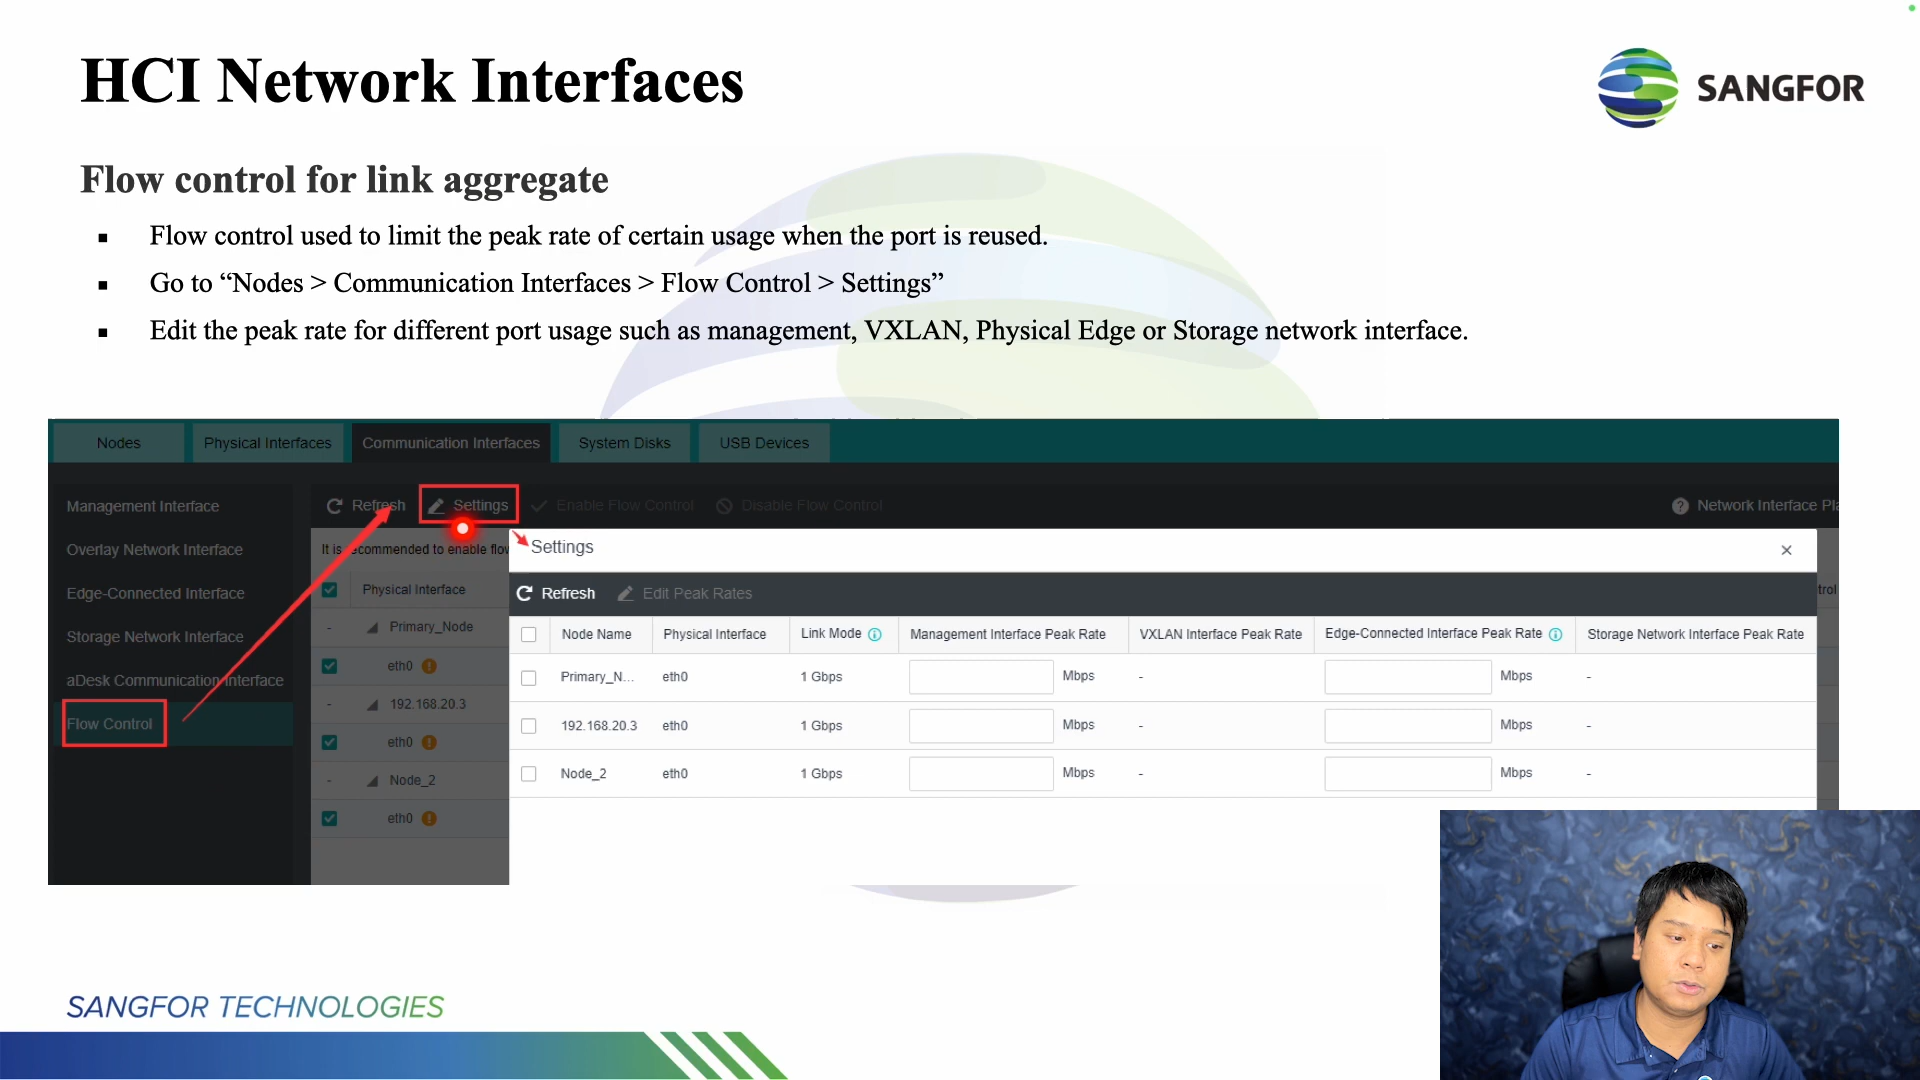 HCI Network Interfaces
SANGFOR
Flow control for link aggregate
Flow control used to limit the peak rate of certain usage when the port is reused.
Go to “Nodes > Communication Interfaces > Flow Control > Settings”
Edit the peak rate for different port usage such as management, VXLAN, Physical Edge or Storage network interface.
Nodes Physical Interfaces Communication Interfaces System Disks USB Devices
Management Interface
Overlay Network Interface
Edge-Connected Interface
Storage Network Interface
aDesk Communication Interface
Flow Control
Refresh Settings Enable Flow Control Disable Flow Control Network Interface Pla
It is recommended to enable flow
Physical Interface trol
- Primary_Node
eth0
- 192.168.20.3
eth0
- Node_2
eth0
Settings
Refresh Edit Peak Rates
Node Name Physical Interface Link Mode Management Interface Peak Rate VXLAN Interface Peak Rate Edge-Connected Interface Peak Rate Storage Network Interface Peak Rate
Primary_N... eth0 1 Gbps Mbps - Mbps -
192.168.20.3 eth0 1 Gbps Mbps - Mbps -
Node_2 eth0 1 Gbps Mbps - Mbps -
SANGFOR TECHNOLOGIES